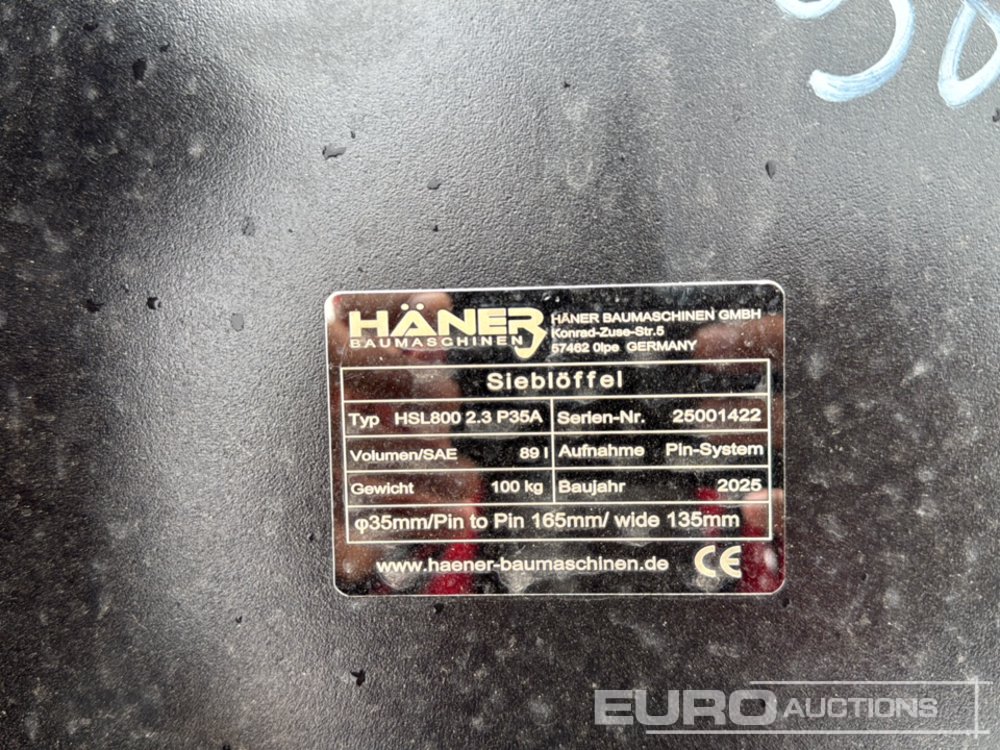 HÄNER
BAUMASCHINEN
HÄNER BAUMASCHINEN GMBH
Konrad-Zuse-Str.5
57462 Olpe GERMANY
Sieblöffel
Typ HSL800 2.3 P35A
Serien-Nr. 25001422
Volumen/SAE 89 l
Aufnahme Pin-System
Gewicht 100 kg
Baujahr 2025
φ35mm/Pin to Pin 165mm/ wide 135mm
www.haener-baumaschinen.de CE
EURO AUCTIONS